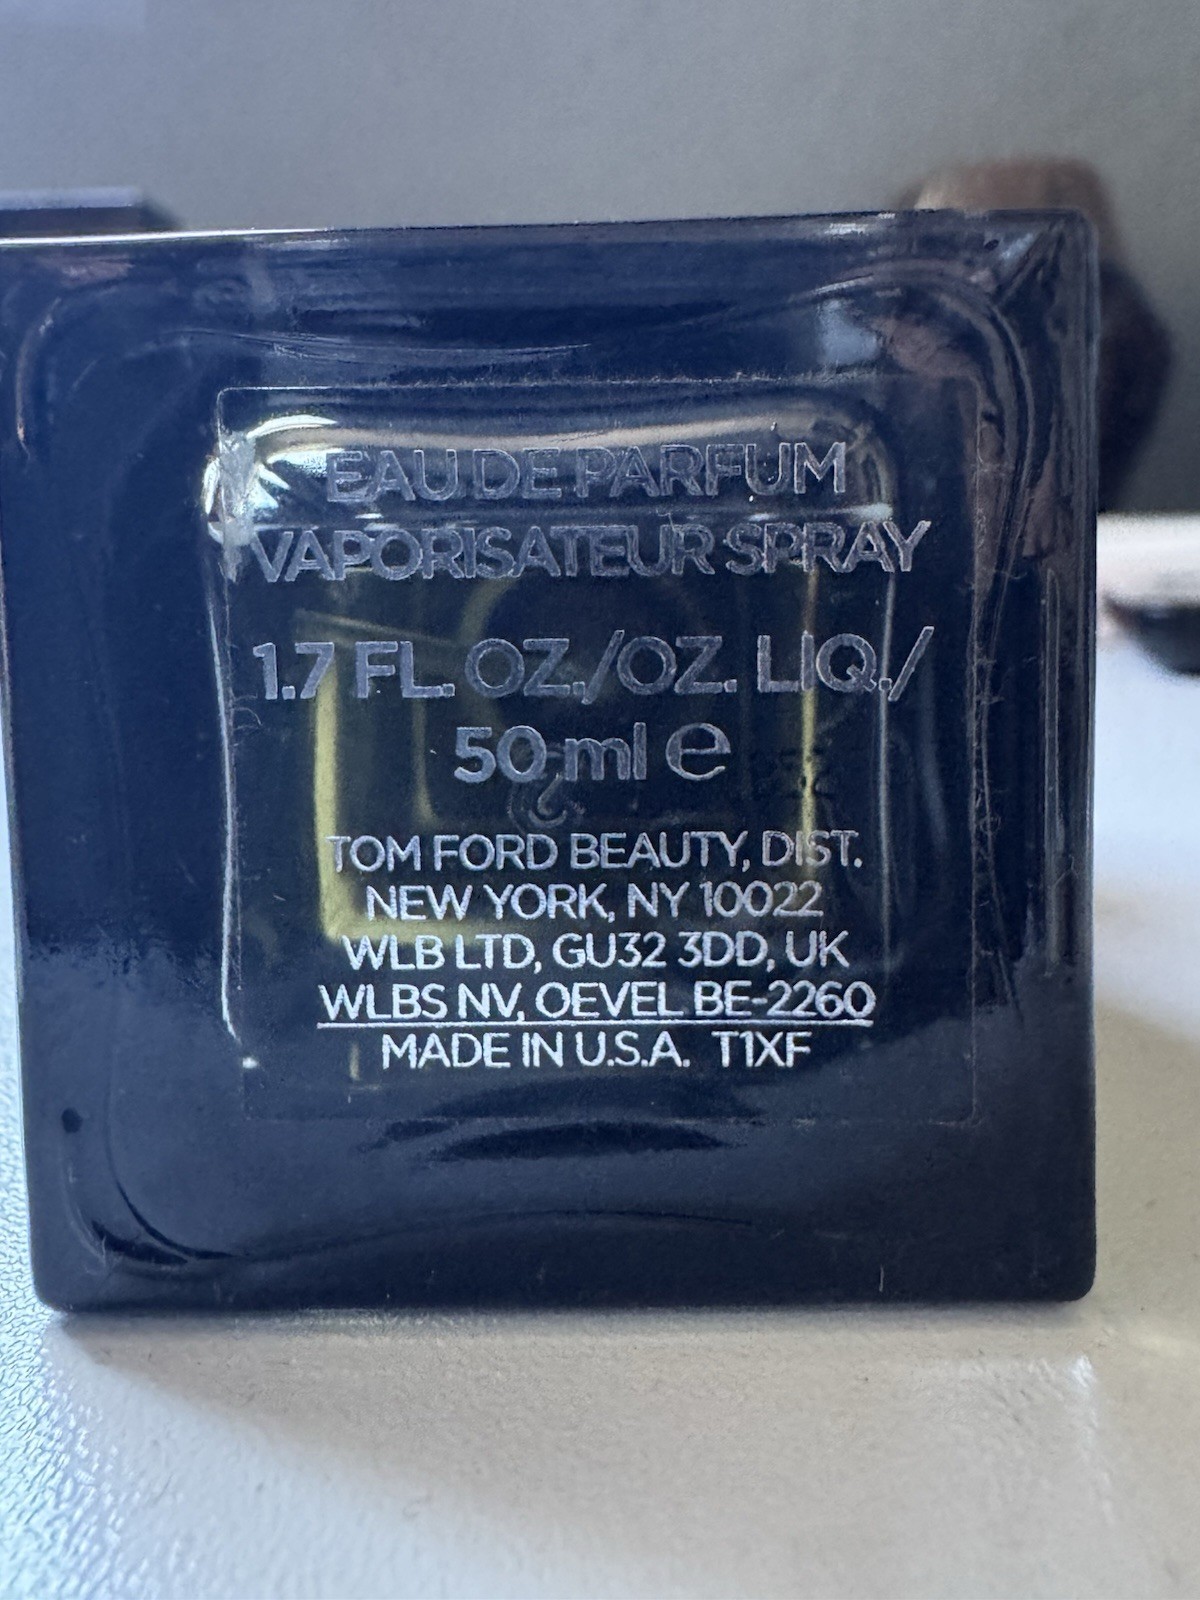 EAU DE PARFUM
VAPORISATEUR SPRAY
1.7 FL. OZ./OZ. LIQ./
50 ml e
TOM FORD BEAUTY, DIST.
NEW YORK, NY 10022
WLB LTD, GU32 3DD, UK
WLBS NV, OEVEL BE-2260
MADE IN U.S.A. T1XF